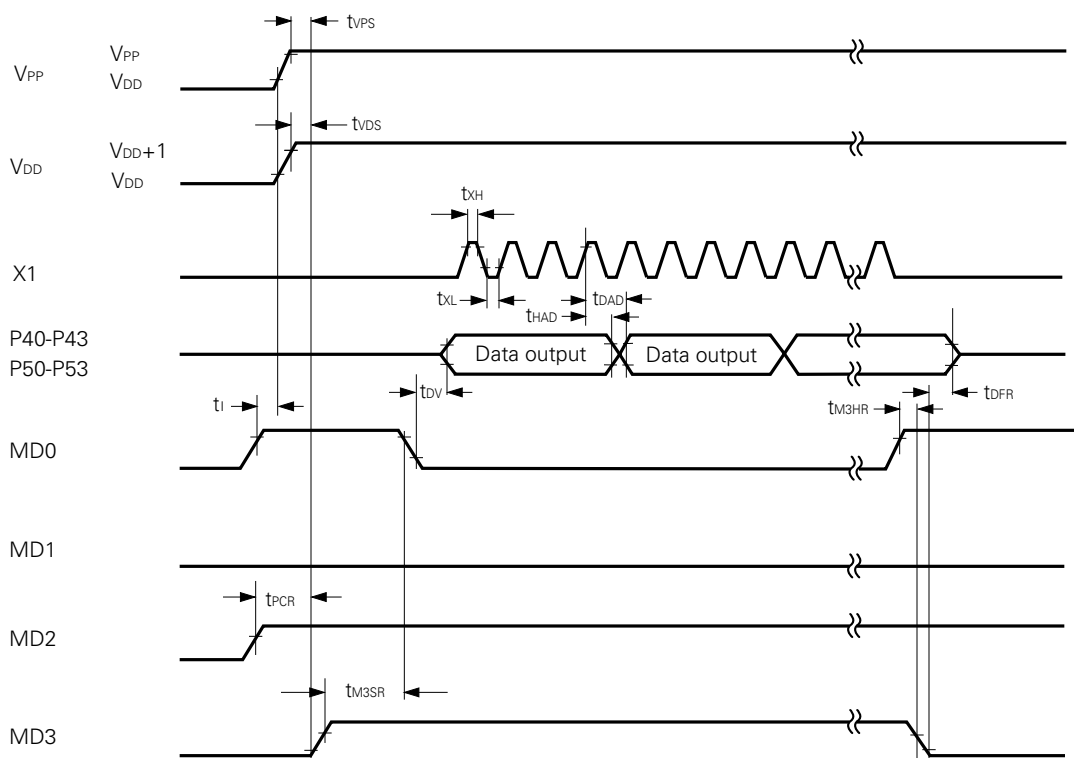 tVPS
VPP
VPP
VDD
tVDS
VDD
VDD+1
VDD
tXH
X1
tXL
tDAD
tHAD
P40-P43
P50-P53
Data output
Data output
tDV
tDFR
tI
tM3HR
MD0
MD1
tPCR
MD2
tM3SR
MD3